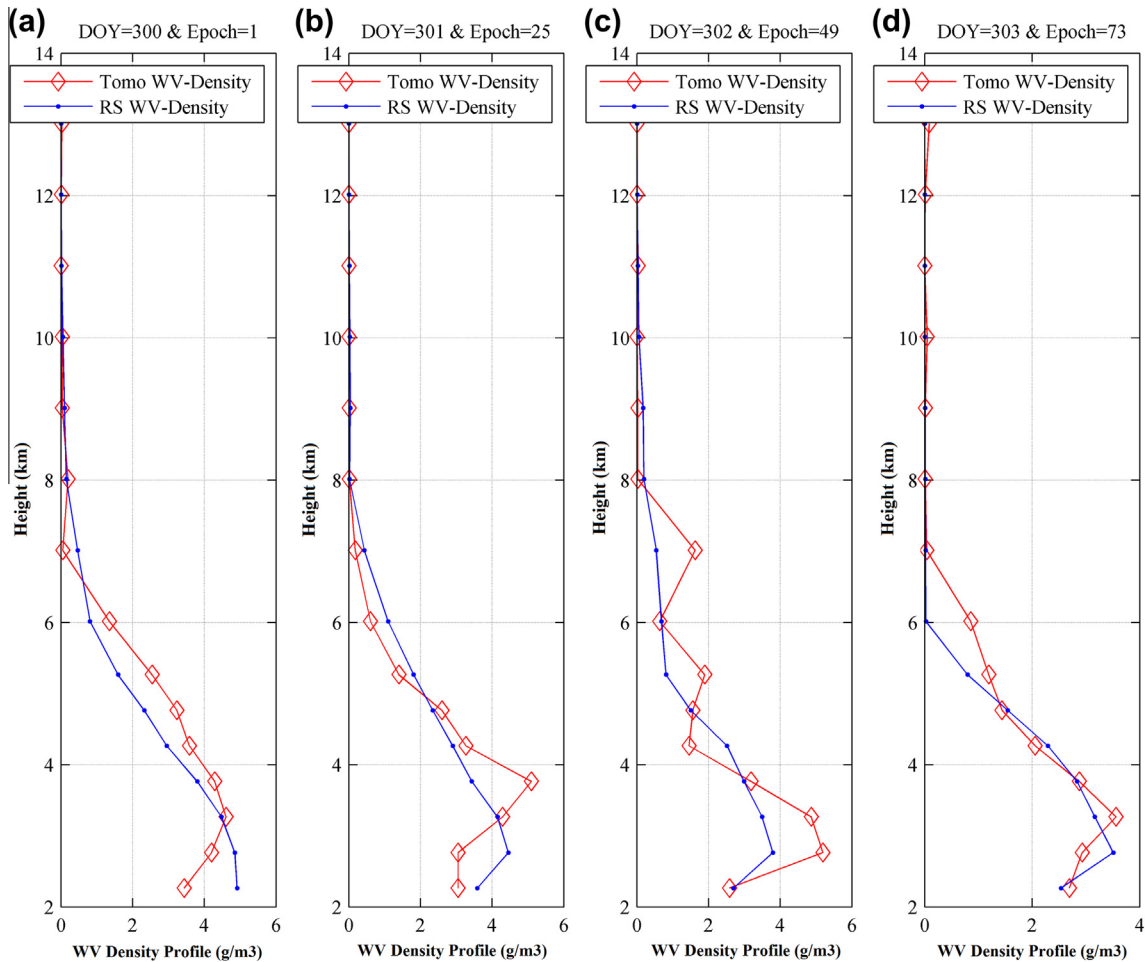 (a) DOY=300 & Epoch=1
14
Tomo WV-Density
RS WV-Density
12
10
8
6
4
2
0 2 4 6
Height (km)
WV Density Profile (g/m3)
(b) DOY=301 & Epoch=25
14
Tomo WV-Density
RS WV-Density
12
10
8
6
4
2
0 2 4 6
Height (km)
WV Density Profile (g/m3)
(c) DOY=302 & Epoch=49
14
Tomo WV-Density
RS WV-Density
12
10
8
6
4
2
0 2 4 6
Height (km)
WV Density Profile (g/m3)
(d) DOY=303 & Epoch=73
14
Tomo WV-Density
RS WV-Density
12
10
8
6
4
2
0 1 2 3 4
Height (km)
WV Density Profile (g/m3)